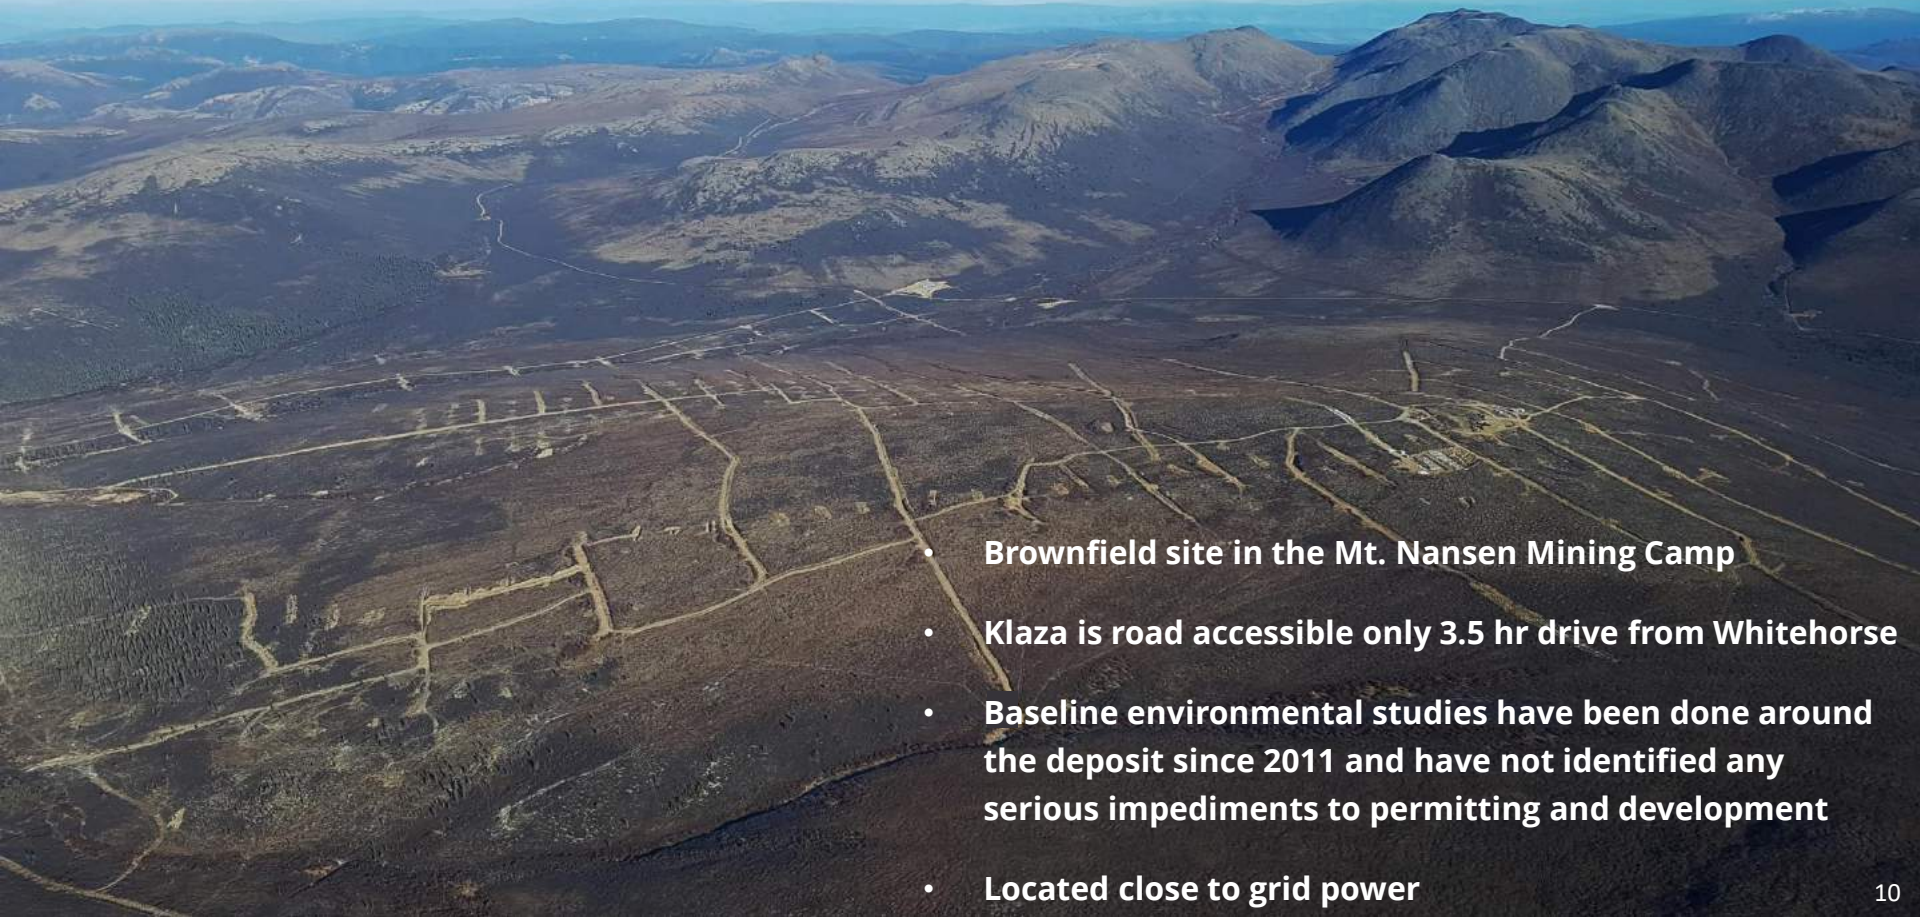 • Brownfield site in the Mt. Nansen Mining Camp
• Klaza is road accessible only 3.5 hr drive from Whitehorse
• Baseline environmental studies have been done around
the deposit since 2011 and have not identified any
serious impediments to permitting and development
• Located close to grid power
10